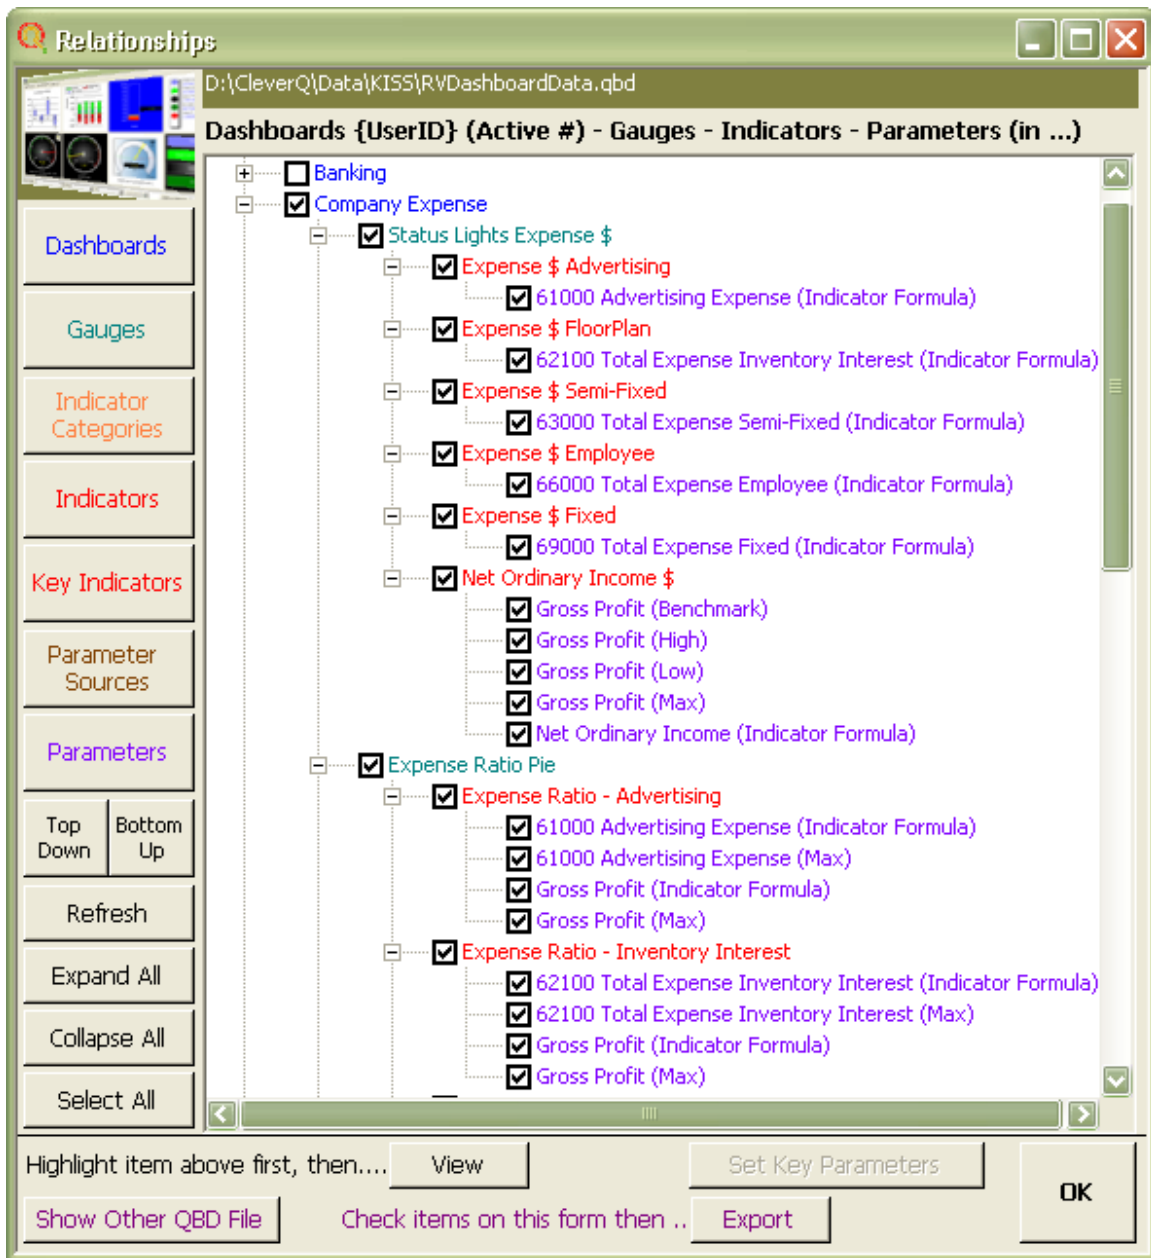 Relationships
D:\CleverQ\Data\KISS\RVDashboardData.qbd
Dashboards {UserID} (Active #) - Gauges - Indicators - Parameters (in ...)
Dashboards
Gauges
Indicator
Categories
Indicators
Key Indicators
Parameter
Sources
Parameters
Top
Down
Bottom
Up
Refresh
Expand All
Collapse All
Select All
Banking
Company Expense
Status Lights Expense $
Expense $ Advertising
61000 Advertising Expense (Indicator Formula)
Expense $ FloorPlan
62100 Total Expense Inventory Interest (Indicator Formula)
Expense $ Semi-Fixed
63000 Total Expense Semi-Fixed (Indicator Formula)
Expense $ Employee
66000 Total Expense Employee (Indicator Formula)
Expense $ Fixed
69000 Total Expense Fixed (Indicator Formula)
Net Ordinary Income $
Gross Profit (Benchmark)
Gross Profit (High)
Gross Profit (Low)
Gross Profit (Max)
Net Ordinary Income (Indicator Formula)
Expense Ratio Pie
Expense Ratio - Advertising
61000 Advertising Expense (Indicator Formula)
61000 Advertising Expense (Max)
Gross Profit (Indicator Formula)
Gross Profit (Max)
Expense Ratio - Inventory Interest
62100 Total Expense Inventory Interest (Indicator Formula)
62100 Total Expense Inventory Interest (Max)
Gross Profit (Indicator Formula)
Gross Profit (Max)
Highlight item above first, then.... View Set Key Parameters
OK
Show Other QBD File Check items on this form then .. Export